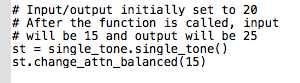 # Input/output initially set to 20
# After the function is called, input
# will be 15 and output will be 25
st = single_tone.single_tone()
st.change_attn_balanced(15)